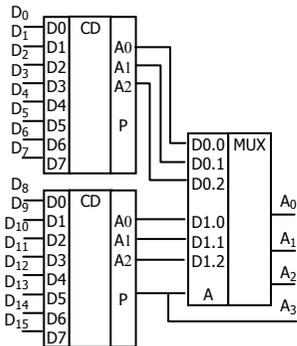 D0
D1
D2
D3
D4
D5
D6
D7
D0 CD
D1 A0
D2 A1
D3 A2
D4
D5 P
D6
D7
D8
D9
D10
D11
D12
D13
D14
D15
D0 CD
D1 A0
D2 A1
D3 A2
D4
D5 P
D6
D7
MUX
D0.0
D0.1
D0.2
D1.0
D1.1
D1.2
A
A0
A1
A2
A3